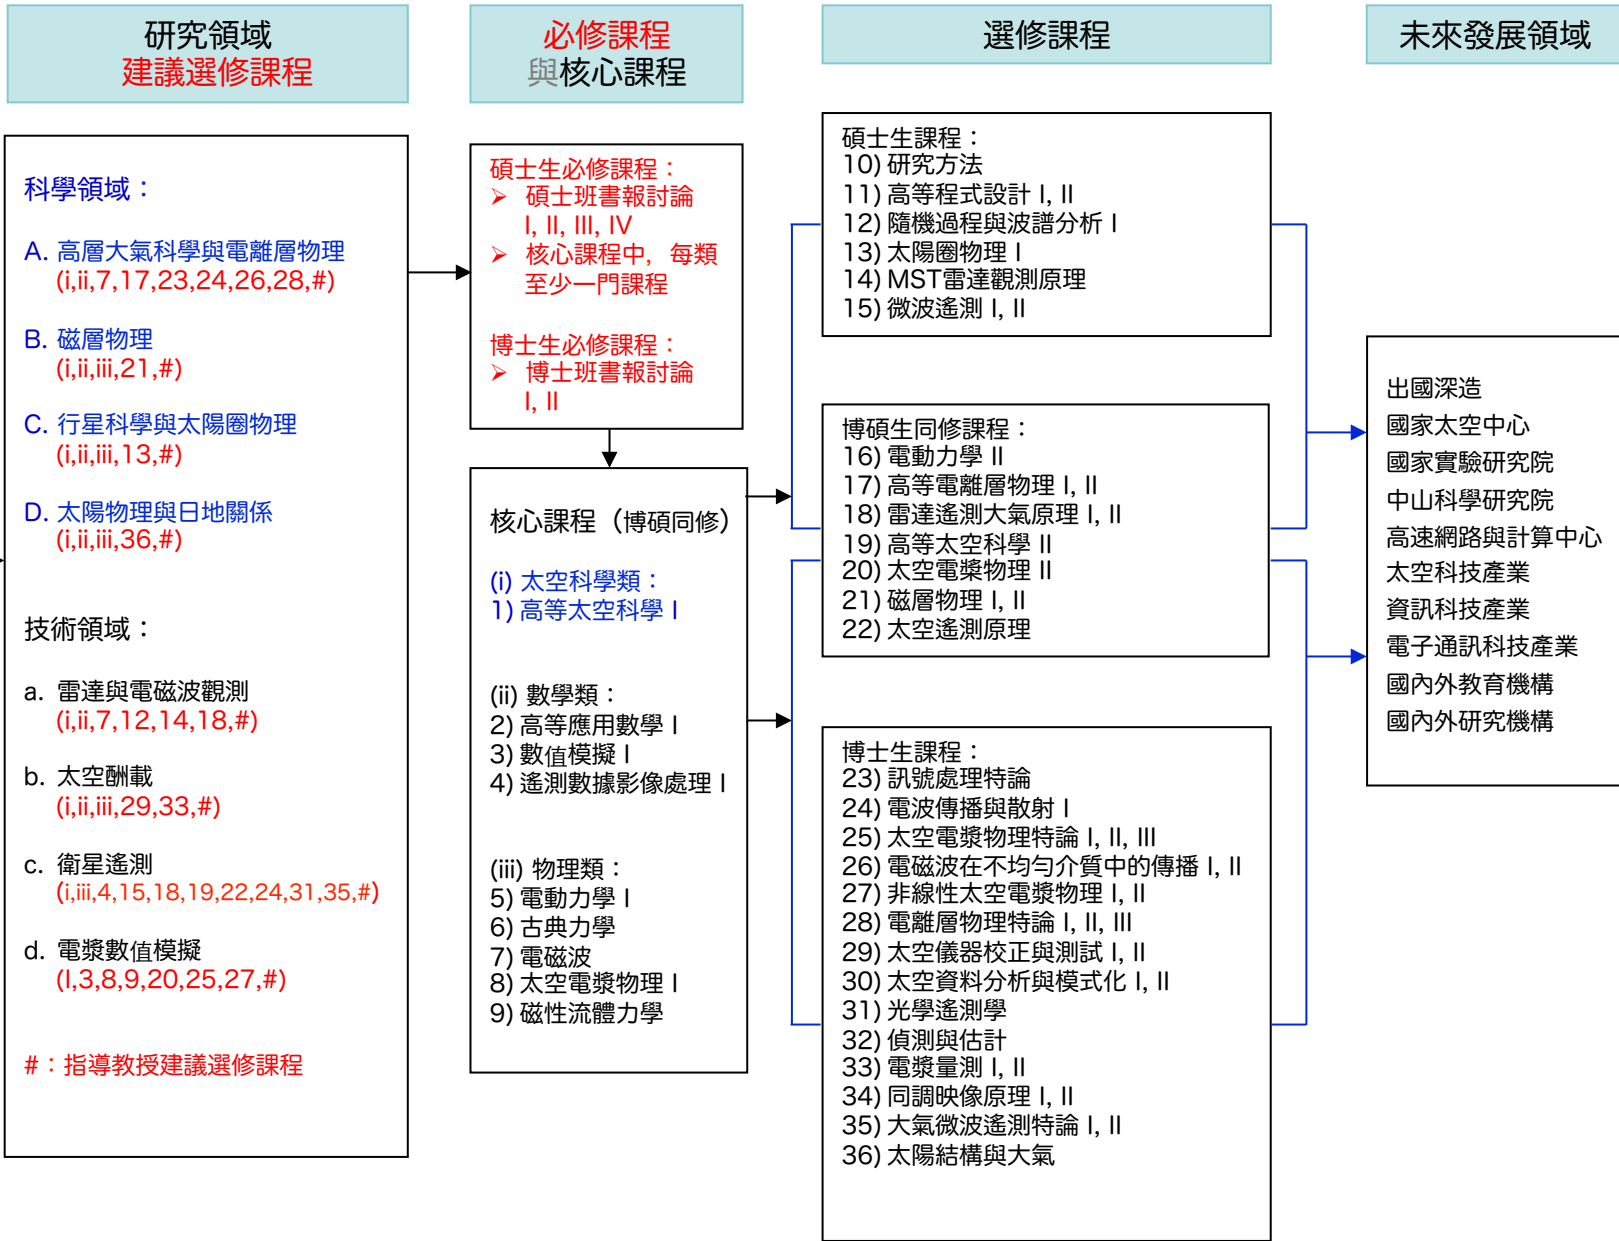 研究領域
建議選修課程
必修課程
與核心課程
選修課程
未來發展領域
科學領域：
A. 高層大氣科學與電離層物理
(i,ii,7,17,23,24,26,28,#)
B. 磁層物理
(i,ii,iii,21,#)
C. 行星科學與太陽圈物理
(i,ii,iii,13,#)
D. 太陽物理與日地關係
(i,ii,iii,36,#)
技術領域：
a. 雷達與電磁波觀測
(i,ii,7,12,14,18,#)
b. 太空酬載
(i,ii,iii,29,33,#)
c. 衛星遙測
(i,iii,4,15,18,19,22,24,31,35,#)
d. 電漿數值模擬
(I,3,8,9,20,25,27,#)
#：指導教授建議選修課程
碩士生必修課程：
➢ 碩士班書報討論
I, II, III, IV
➢ 核心課程中，每類
至少一門課程
博士生必修課程：
➢ 博士班書報討論
I, II
核心課程（博碩同修）
(i) 太空科學類：
1) 高等太空科學 I
(ii) 數學類：
2) 高等應用數學 I
3) 數值模擬 I
4) 遙測數據影像處理 I
(iii) 物理類：
5) 電動力學 I
6) 古典力學
7) 電磁波
8) 太空電漿物理 I
9) 磁性流體力學
碩士生課程：
10) 研究方法
11) 高等程式設計 I, II
12) 隨機過程與波譜分析 I
13) 太陽圈物理 I
14) MST雷達觀測原理
15) 微波遙測 I, II
博碩生同修課程：
16) 電動力學 II
17) 高等電離層物理 I, II
18) 雷達遙測大氣原理 I, II
19) 高等太空科學 II
20) 太空電槳物理 II
21) 磁層物理 I, II
22) 太空遙測原理
博士生課程：
23) 訊號處理特論
24) 電波傳播與散射 I
25) 太空電漿物理特論 I, II, III
26) 電磁波在不均勻介質中的傳播 I, II
27) 非線性太空電漿物理 I, II
28) 電離層物理特論 I, II, III
29) 太空儀器校正與測試 I, II
30) 太空資料分析與模式化 I, II
31) 光學遙測學
32) 偵測與估計
33) 電漿量測 I, II
34) 同調映像原理 I, II
35) 大氣微波遙測特論 I, II
36) 太陽結構與大氣
出國深造
國家太空中心
國家實驗研究院
中山科學研究院
高速網路與計算中心
太空科技產業
資訊科技產業
電子通訊科技產業
國內外教育機構
國內外研究機構